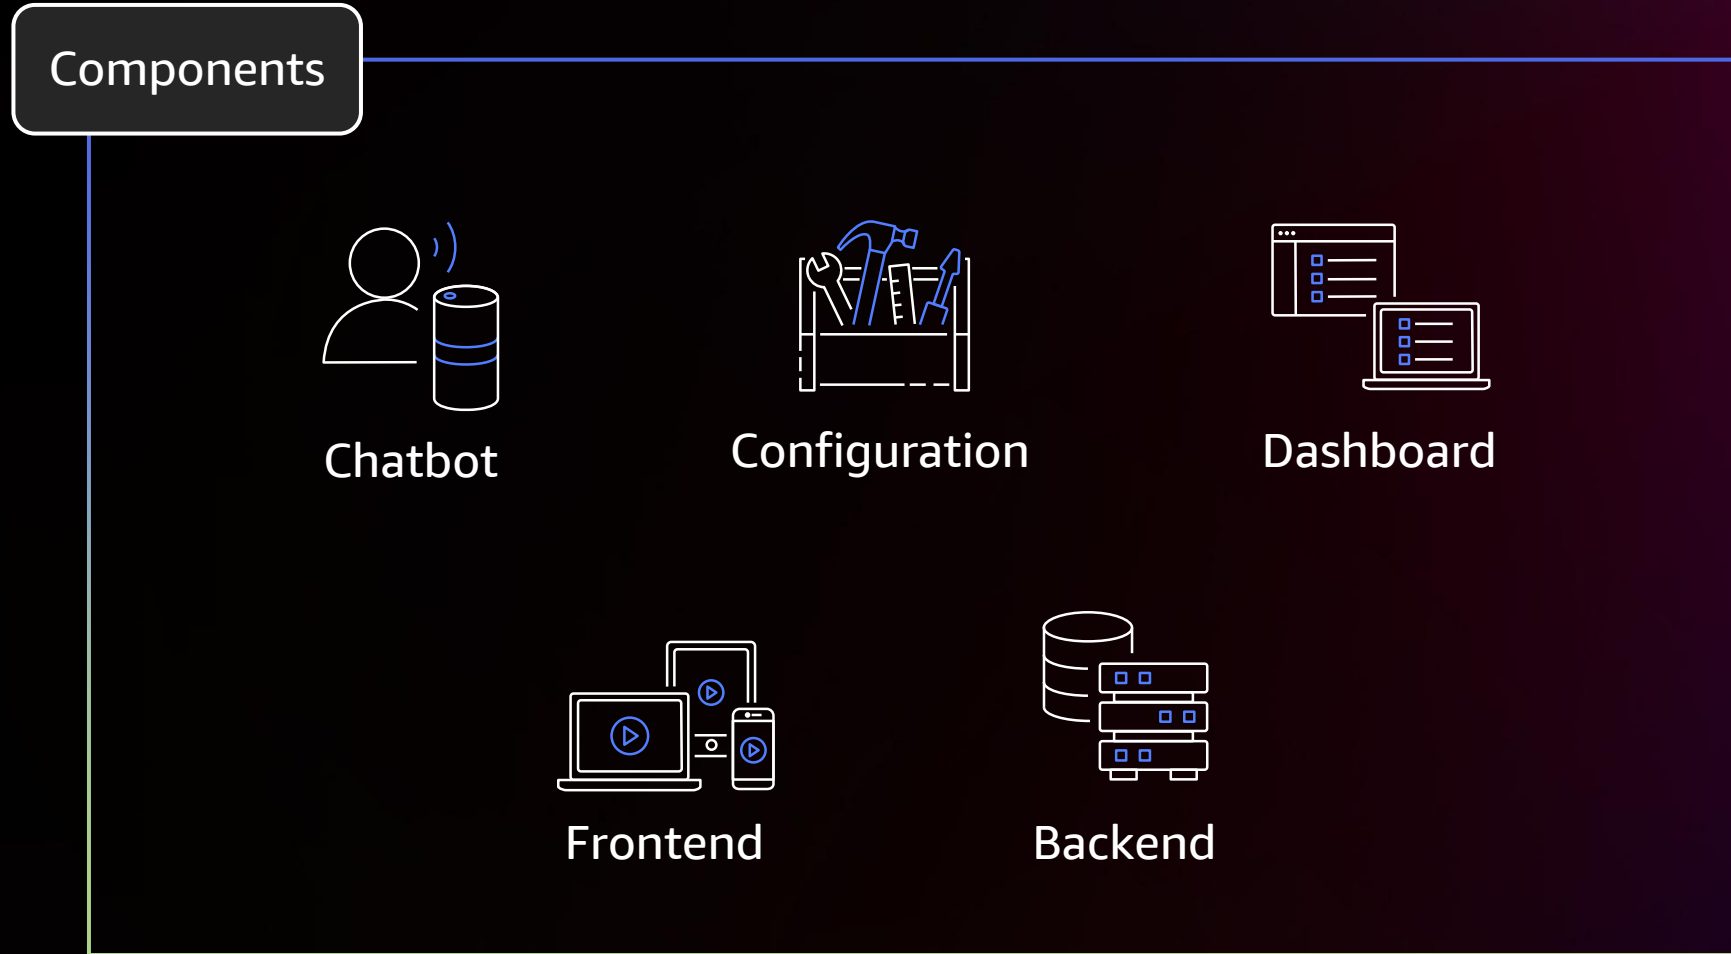 Components
Chatbot
Configuration
Dashboard
Frontend
Backend